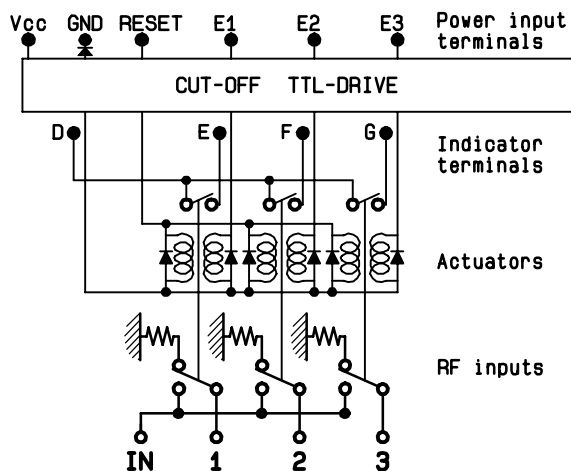 Vcc GND RESET E1 E2 E3 Power input
terminals
CUT-OFF TTL-DRIVE
D E F G Indicator
terminals
Actuators
RF inputs
IN 1 2 3